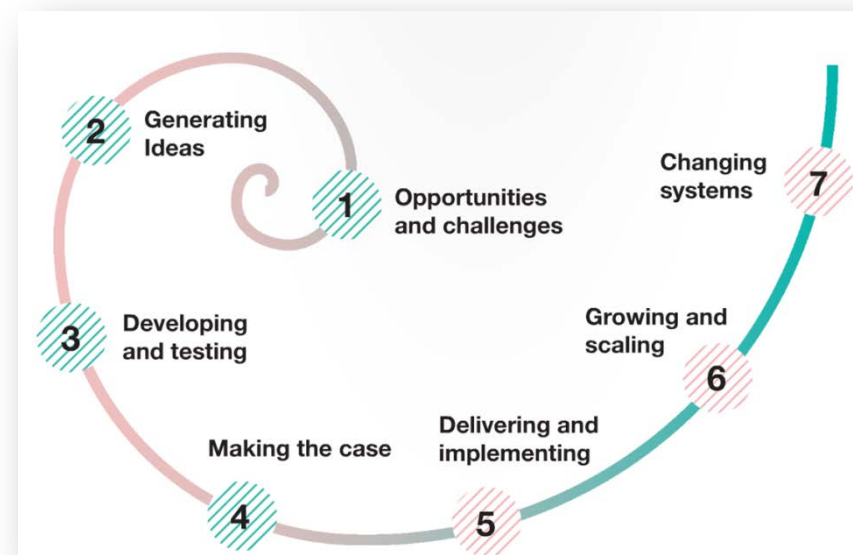 1
Opportunities
and challenges
2
Generating
Ideas
3
Developing
and testing
4
Making the case
5
Delivering and
implementing
6
Growing and
scaling
7
Changing
systems